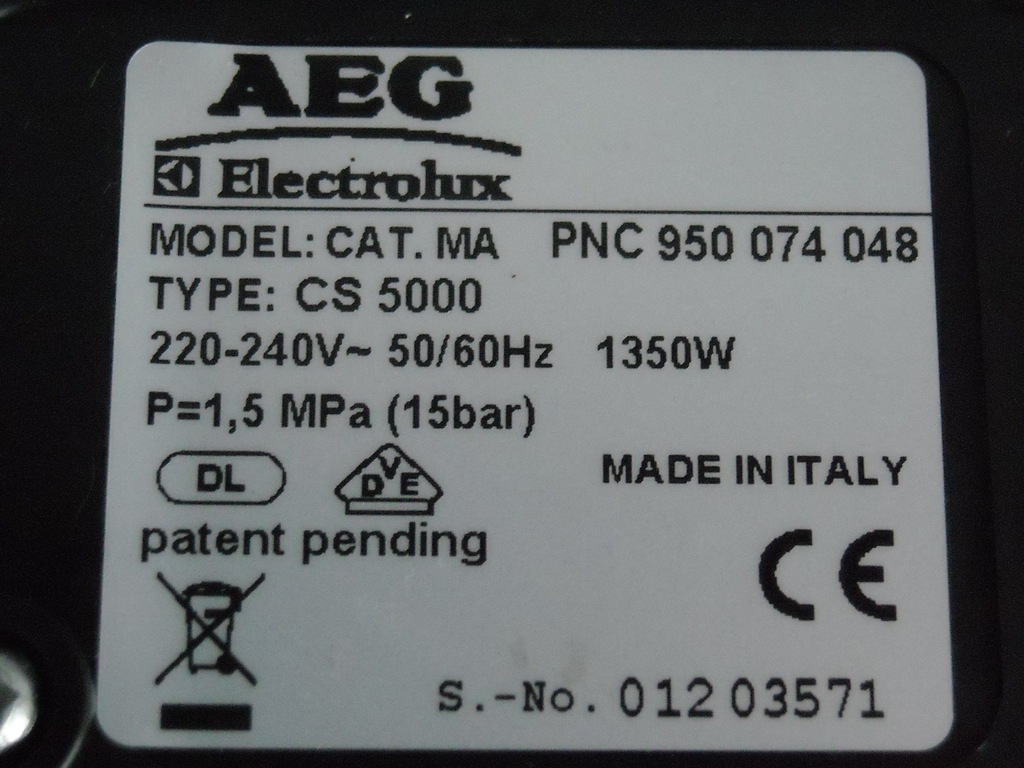 AEG
Electrolux
MODEL: CAT. MA PNC 950 074 048
TYPE: CS 5000
220-240V~ 50/60Hz 1350W
P=1,5 MPa (15bar)
DL DVE MADE IN ITALY
patent pending
CE
S.-No. 012 03571